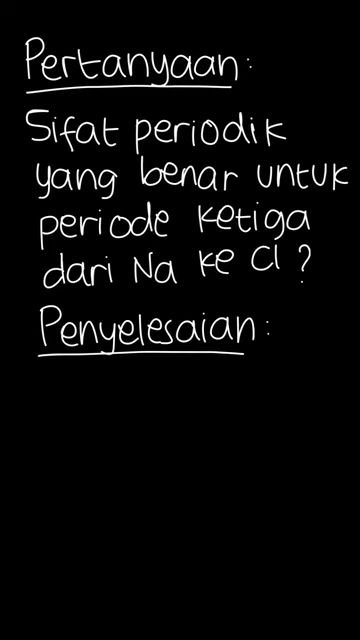 Pertanyaan:
Sifat periodik
yang benar untuk
periode ketiga
dari Na ke Cl?
Penyelesaian: